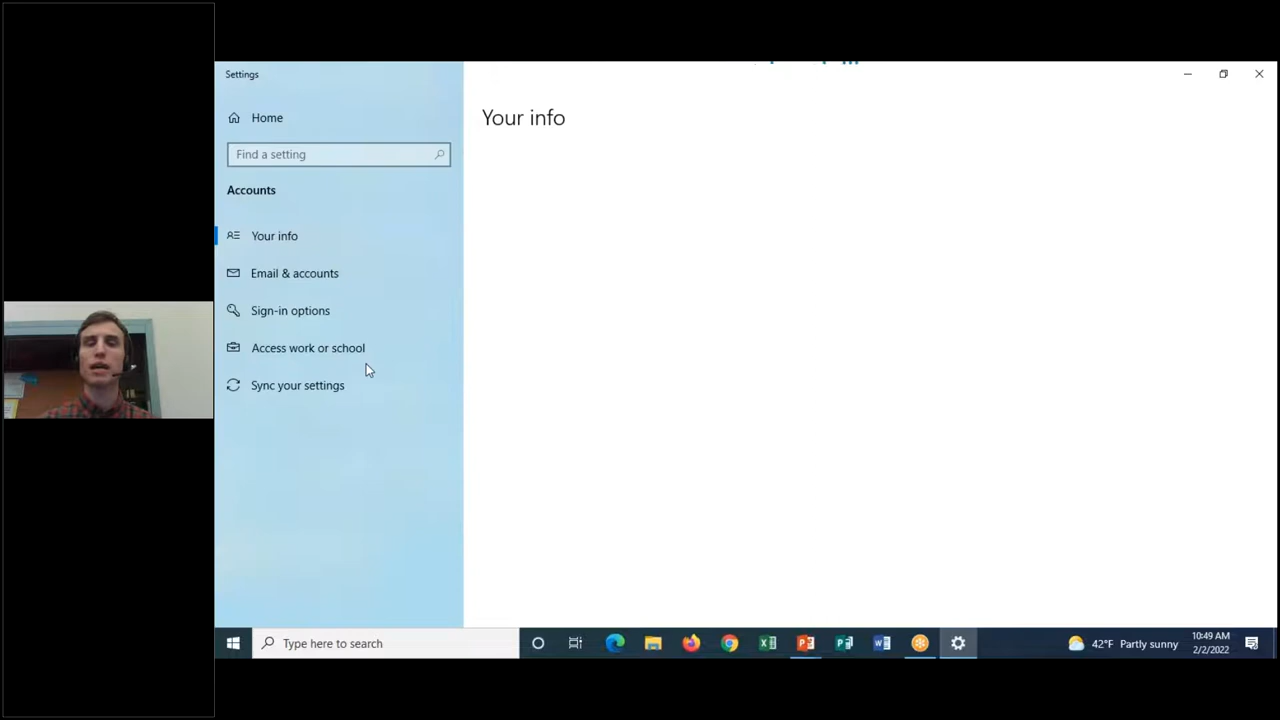 Settings
Home
Find a setting
Accounts
Your info
Email & accounts
Sign-in options
Access work or school
Sync your settings
Your info
Type here to search
42°F Partly sunny
10:49 AM
2/2/2022